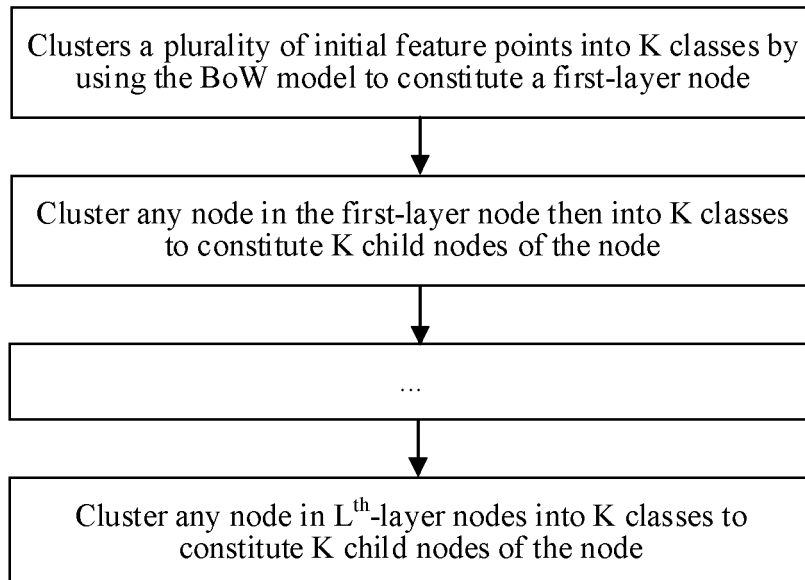 Clusters a plurality of initial feature points into K classes by
using the BoW model to constitute a first-layer node
Cluster any node in the first-layer node then into K classes
to constitute K child nodes of the node
...
Cluster any node in L^th-layer nodes into K classes to
constitute K child nodes of the node